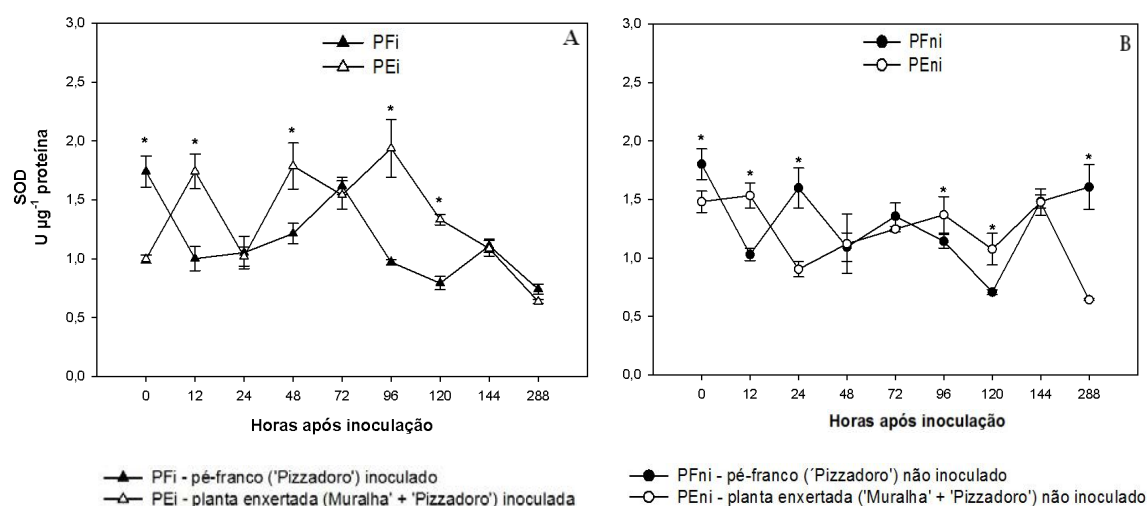 A
PFi
PEi
3,0
2,5
2,0
1,5
1,0
0,5
0,0
SOD
U µg⁻¹ proteína
* * * * *
0 12 24 48 72 96 120 144 288
Horas após inoculação
PFi - pé-franco ('Pizzadoro') inoculado
PEi - planta enxertada (Muralha' + 'Pizzadoro') inoculada
B
PFni
PEni
3,0
2,5
2,0
1,5
1,0
0,5
0,0
* * * * * *
0 12 24 48 72 96 120 144 288
Horas após inoculação
PFni - pé-franco (´Pizzadoro') não inoculado
PEni - planta enxertada ('Muralha' + 'Pizzadoro') não inoculado